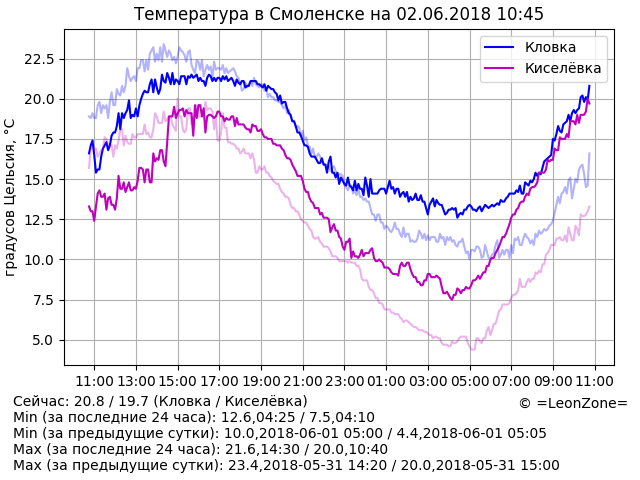 Температура в Смоленске на 02.06.2018 10:45
градусов Цельсия, °C
22.5
20.0
17.5
15.0
12.5
10.0
7.5
5.0
Кловка
Киселёвка
11:00 13:00 15:00 17:00 19:00 21:00 23:00 01:00 03:00 05:00 07:00 09:00 11:00
Сейчас: 20.8 / 19.7 (Кловка / Киселёвка)
© =LeonZone=
Min (за последние 24 часа): 12.6,04:25 / 7.5,04:10
Min (за предыдущие сутки): 10.0,2018-06-01 05:00 / 4.4,2018-06-01 05:05
Max (за последние 24 часа): 21.6,14:30 / 20.0,10:40
Max (за предыдущие сутки): 23.4,2018-05-31 14:20 / 20.0,2018-05-31 15:00